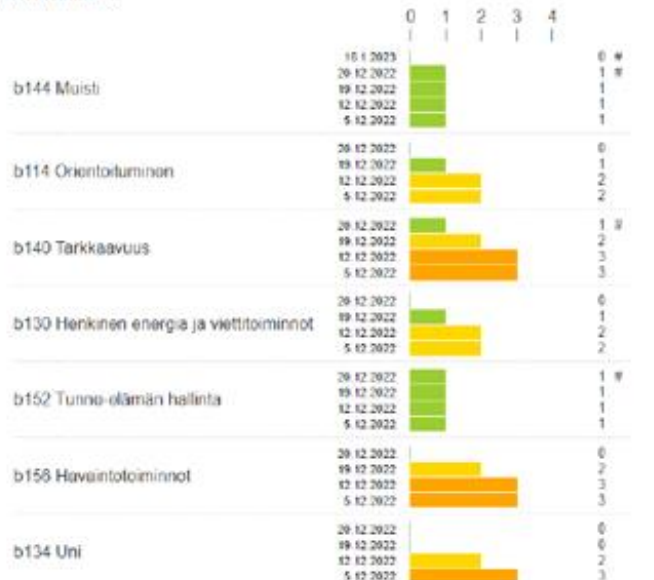 0 1 2 3 4
b144 Muisti
16.1.2023 0 #
20.12.2022 1 #
19.12.2022 1
12.12.2022 1
5.12.2022 1
b114 Orientoituminen
20.12.2022 0
19.12.2022 1
12.12.2022 2
5.12.2022 2
b140 Tarkkaavuus
20.12.2022 1 #
19.12.2022 2
12.12.2022 3
5.12.2022 3
b130 Henkinen energia ja viettitoiminnot
20.12.2022 0
19.12.2022 1
12.12.2022 2
5.12.2022 2
b152 Tunne-elämän hallinta
20.12.2022 1 #
19.12.2022 1
12.12.2022 1
5.12.2022 1
b156 Havaintotoiminnot
20.12.2022 0
19.12.2022 2
12.12.2022 3
5.12.2022 3
b134 Uni
20.12.2022 0
19.12.2022 0
12.12.2022 2
5.12.2022 3